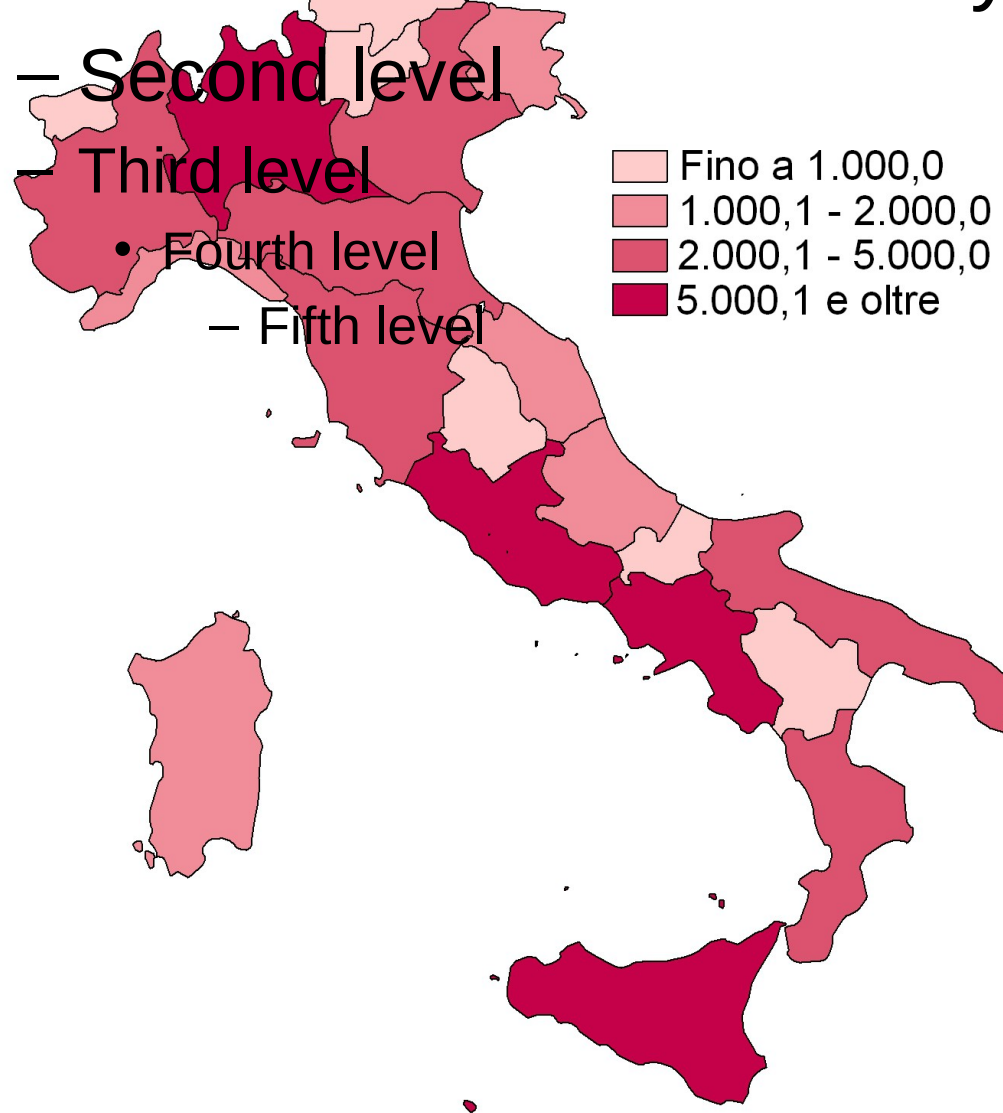 – Second level
– Third level
• Fourth level
– Fifth level
Fino a 1.000,0
1.000,1 - 2.000,0
2.000,1 - 5.000,0
5.000,1 e oltre